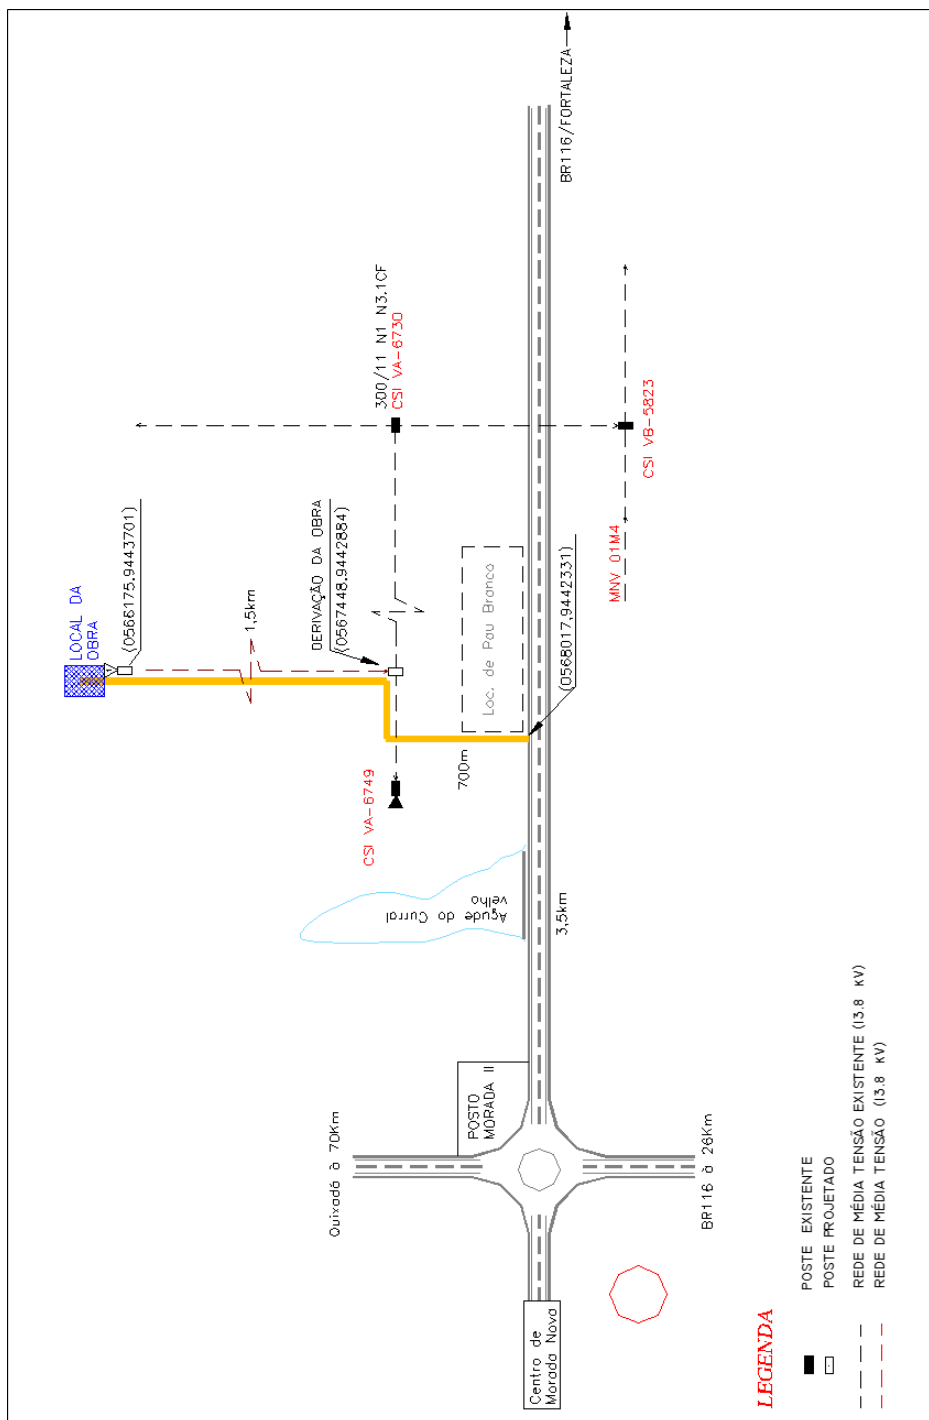 LOCAL DA
OBRA
(0566175,9443701)
1,5km
DERIVAÇÃO DA OBRA
(0567448,9442884)
300/11 N1 N3.1CF
CSI VA-6730
BR116/FORTALEZA
CSI VA-6749
700m
Loc. de Pau Branco
(0568017,9442331)
MNV 01M4
CSI VB-5823
Açude do Curral
velho
3,5km
POSTO
MORADA II
Quixadá à 70Km
BR116 à 26Km
Centro de
Morada Nova
LEGENDA
POSTE EXISTENTE
POSTE PROJETADO
REDE DE MÉDIA TENSÃO EXISTENTE (13.8 KV)
REDE DE MÉDIA TENSÃO (13.8 KV)